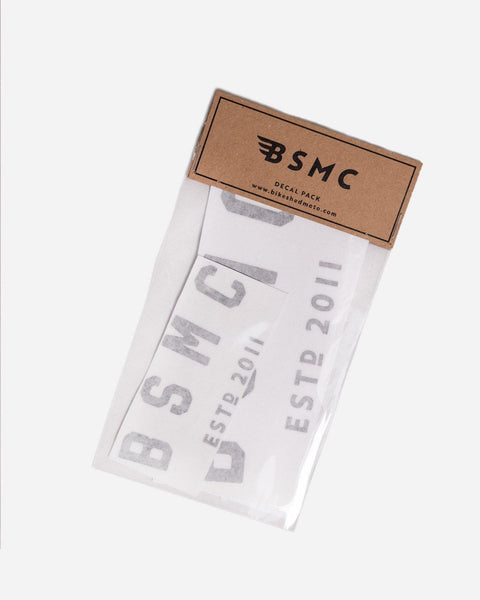 BSMC
DECAL PACK
www.bikeshedmoto.com
BSMC
ESTD 2011
ESTD 2011